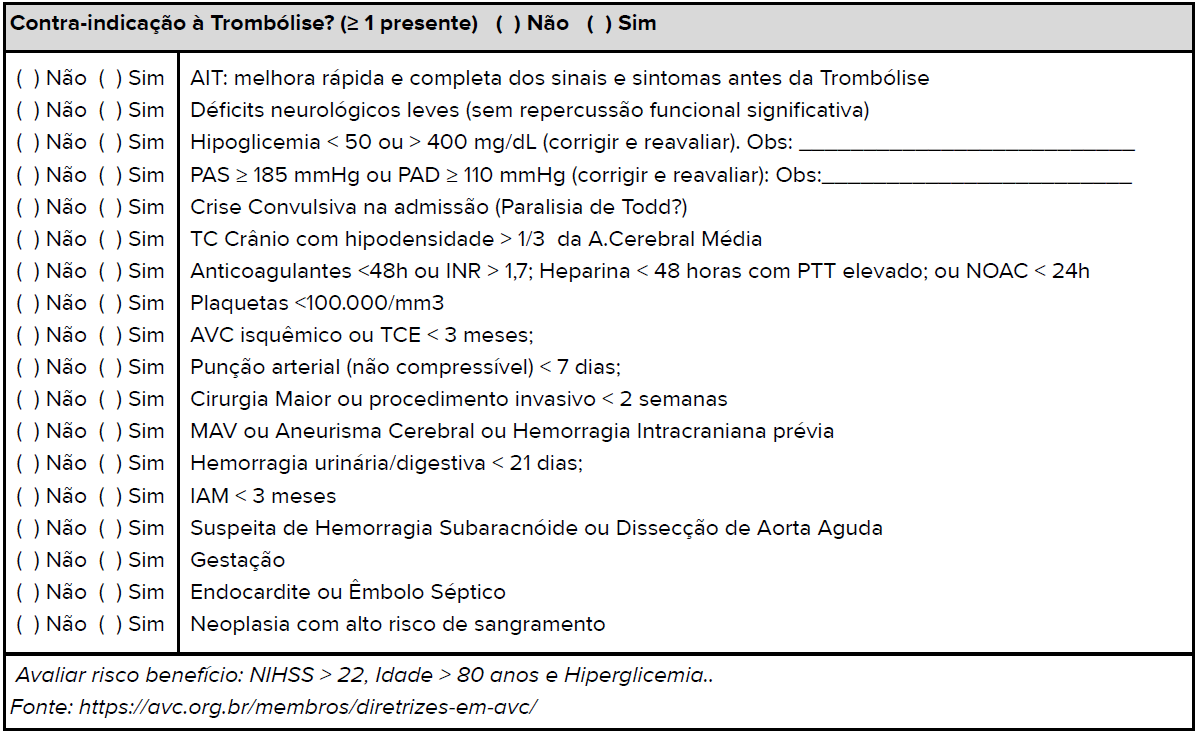 Contra-indicação à Trombólise? (≥ 1 presente)   ( ) Não   ( ) Sim
( ) Não ( ) Sim AIT: melhora rápida e completa dos sinais e sintomas antes da Trombólise
( ) Não ( ) Sim Déficits neurológicos leves (sem repercussão funcional significativa)
( ) Não ( ) Sim Hipoglicemia < 50 ou > 400 mg/dL (corrigir e reavaliar). Obs: ____________________________
( ) Não ( ) Sim PAS ≥ 185 mmHg ou PAD ≥ 110 mmHg (corrigir e reavaliar): Obs:__________________________
( ) Não ( ) Sim Crise Convulsiva na admissão (Paralisia de Todd?)
( ) Não ( ) Sim TC Crânio com hipodensidade > 1/3  da A.Cerebral Média
( ) Não ( ) Sim Anticoagulantes <48h ou INR > 1,7; Heparina < 48 horas com PTT elevado; ou NOAC < 24h
( ) Não ( ) Sim Plaquetas <100.000/mm3
( ) Não ( ) Sim AVC isquêmico ou TCE < 3 meses;
( ) Não ( ) Sim Punção arterial (não compressível) < 7 dias;
( ) Não ( ) Sim Cirurgia Maior ou procedimento invasivo < 2 semanas
( ) Não ( ) Sim MAV ou Aneurisma Cerebral ou Hemorragia Intracraniana prévia
( ) Não ( ) Sim Hemorragia urinária/digestiva < 21 dias;
( ) Não ( ) Sim IAM < 3 meses
( ) Não ( ) Sim Suspeita de Hemorragia Subaracnóide ou Dissecção de Aorta Aguda
( ) Não ( ) Sim Gestação
( ) Não ( ) Sim Endocardite ou Êmbolo Séptico
( ) Não ( ) Sim Neoplasia com alto risco de sangramento
Avaliar risco benefício: NIHSS > 22, Idade > 80 anos e Hiperglicemia..
Fonte: https://avc.org.br/membros/diretrizes-em-avc/